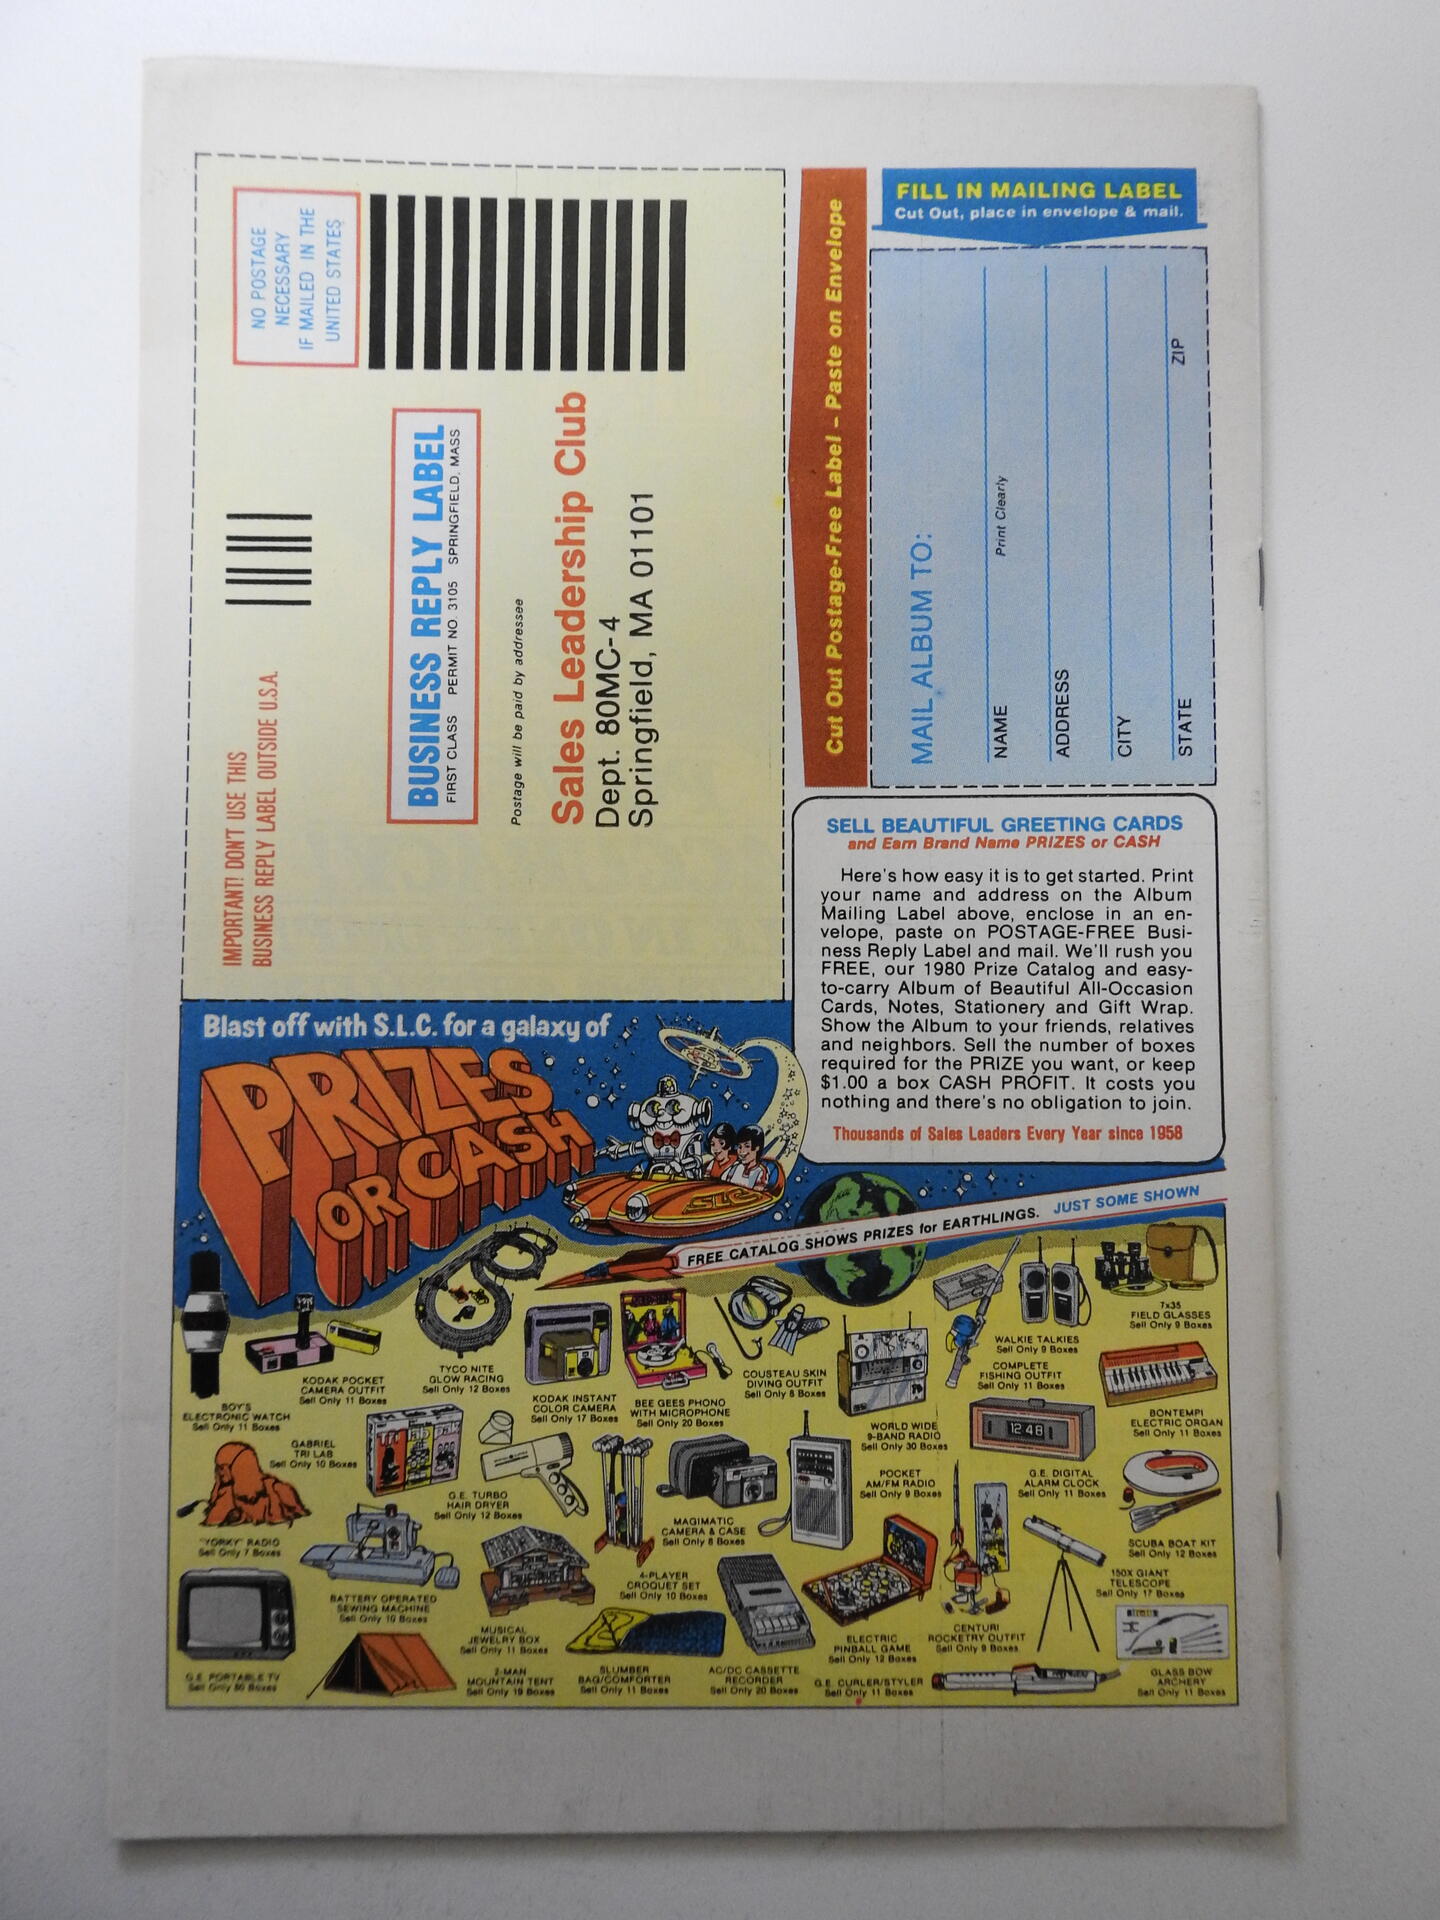 NO POSTAGE
NECESSARY
IF MAILED IN THE
UNITED STATES
IMPORTANT! DON'T USE THIS
BUSINESS REPLY LABEL OUTSIDE U.S.A.
BUSINESS REPLY LABEL
FIRST CLASS PERMIT NO. 3105 SPRINGFIELD, MASS
Postage will be paid by addressee
Sales Leadership Club
Dept. 80MC-4
Springfield, MA 01101
Cut Out Postage-Free Label – Paste on Envelope
FILL IN MAILING LABEL
Cut Out, place in envelope & mail.
MAIL ALBUM TO:
NAME
Print Clearly
ADDRESS
CITY
STATE
ZIP
SELL BEAUTIFUL GREETING CARDS
and Earn Brand Name PRIZES or CASH
Here's how easy it is to get started. Print
your name and address on the Album
Mailing Label above, enclose in an en-
velope, paste on POSTAGE-FREE Busi-
ness Reply Label and mail. We'll rush you
FREE, our 1980 Prize Catalog and easy-
to-carry Album of Beautiful All-Occasion
Cards, Notes, Stationery and Gift Wrap.
Show the Album to your friends, relatives
and neighbors. Sell the number of boxes
required for the PRIZE you want, or keep
$1.00 a box CASH PROFIT. It costs you
nothing and there's no obligation to join.
Thousands of Sales Leaders Every Year since 1958
Blast off with S.L.C. for a galaxy of
PRIZES
OR CASH
SLC
FREE CATALOG SHOWS PRIZES for EARTHLINGS. JUST SOME SHOWN
BOY'S
ELECTRONIC WATCH
Sell Only 11 Boxes
KODAK POCKET
CAMERA OUTFIT
Sell Only 11 Boxes
TYCO NITE
GLOW RACING
Sell Only 12 Boxes
KODAK INSTANT
COLOR CAMERA
Sell Only 17 Boxes
BEE GEES PHONO
WITH MICROPHONE
Sell Only 20 Boxes
COUSTEAU SKIN
DIVING OUTFIT
Sell Only 8 Boxes
WORLD WIDE
9-BAND RADIO
Sell Only 30 Boxes
WALKIE TALKIES
Sell Only 9 Boxes
COMPLETE
FISHING OUTFIT
Sell Only 11 Boxes
7x35
FIELD GLASSES
Sell Only 9 Boxes
BONTEMPI
ELECTRIC ORGAN
Sell Only 11 Boxes
GABRIEL
TRI LAB
Sell Only 10 Boxes
G.E. TURBO
HAIR DRYER
Sell Only 12 Boxes
MAGIMATIC
CAMERA & CASE
Sell Only 8 Boxes
POCKET
AM/FM RADIO
Sell Only 9 Boxes
12 48
G.E. DIGITAL
ALARM CLOCK
Sell Only 11 Boxes
SCUBA BOAT KIT
Sell Only 12 Boxes
"YORKY" RADIO
Sell Only 7 Boxes
BATTERY OPERATED
SEWING MACHINE
Sell Only 10 Boxes
MUSICAL
JEWELRY BOX
Sell Only 11 Boxes
4-PLAYER
CROQUET SET
Sell Only 10 Boxes
ELECTRIC
PINBALL GAME
Sell Only 12 Boxes
CENTURI
ROCKETRY OUTFIT
Sell Only 9 Boxes
150X GIANT
TELESCOPE
Sell Only 17 Boxes
G.E. PORTABLE TV
Sell Only Boxes
2-MAN
MOUNTAIN TENT
Sell Only 19 Boxes
SLUMBER
BAG/COMFORTER
Sell Only 11 Boxes
AC/DC CASSETTE
RECORDER
Sell Only 20 Boxes
G.E. CURLER/STYLER
Sell Only 11 Boxes
GLASS BOW
ARCHERY
Sell Only 11 Boxes